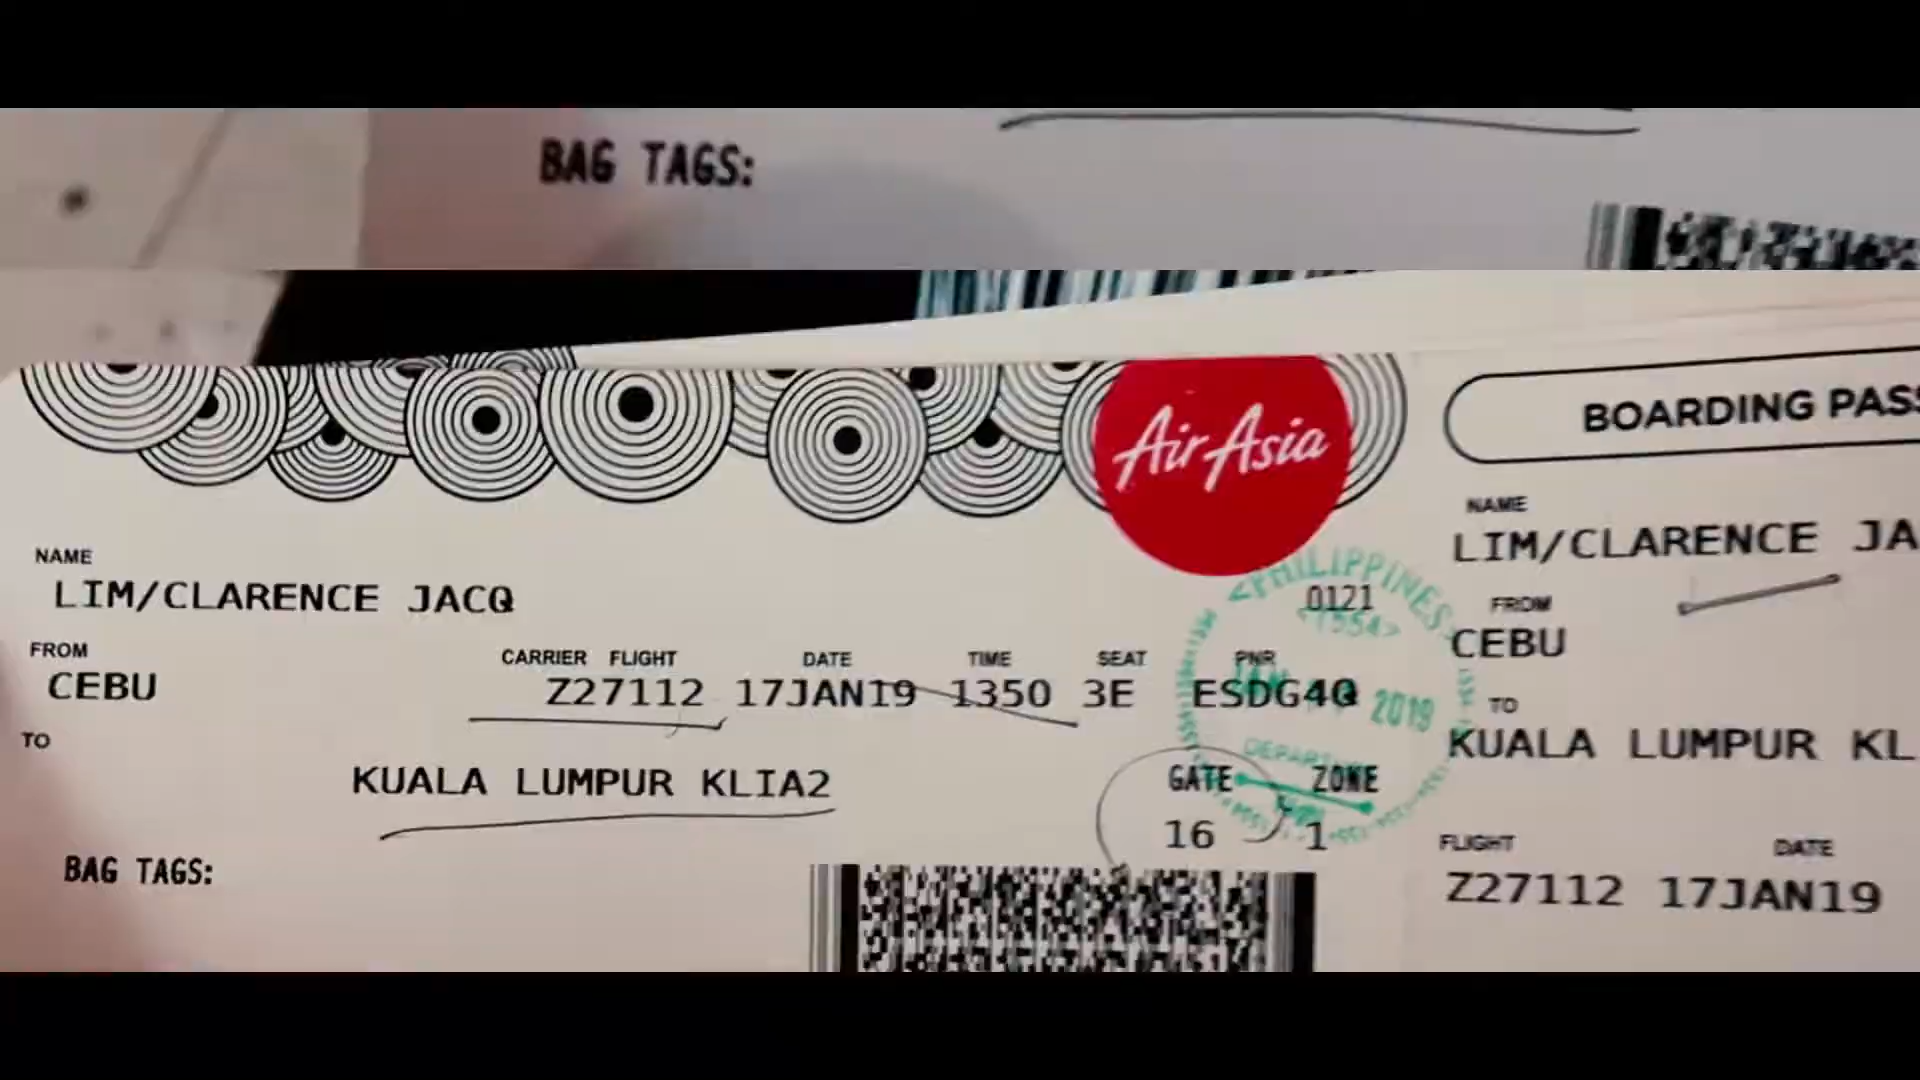 BAG TAGS:
AirAsia
BOARDING PASS
NAME
LIM/CLARENCE JACQ
0121
FROM
CARRIER FLIGHT DATE TIME SEAT PNR
CEBU
Z27112 17JAN19 1350 3E ESDG4Q
TO
KUALA LUMPUR KLIA2
GATE ZONE
16 1
BAG TAGS:
<PHILIPPINES>
<1554>
2019
NAME
LIM/CLARENCE JA
FROM
CEBU
TO
KUALA LUMPUR KL
FLIGHT DATE
Z27112 17JAN19